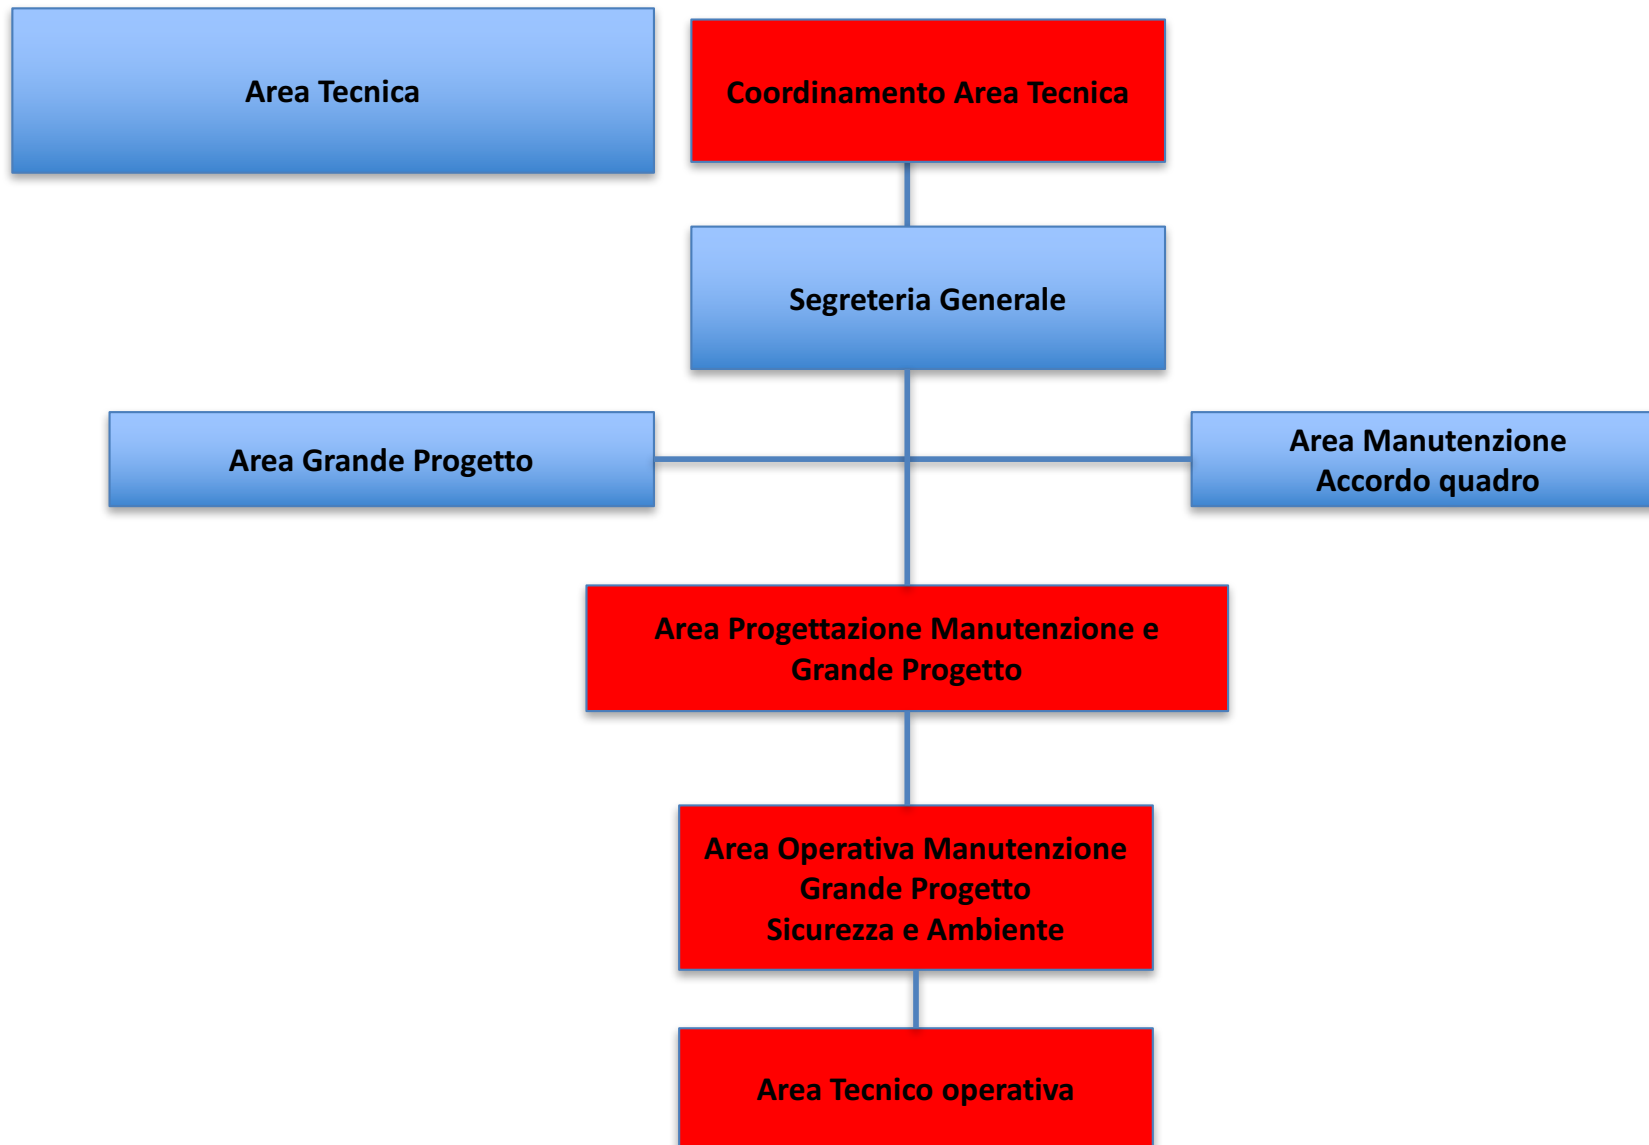 Area Tecnica
Coordinamento Area Tecnica
Segreteria Generale
Area Grande Progetto
Area Manutenzione
Accordo quadro
Area Progettazione Manutenzione e
Grande Progetto
Area Operativa Manutenzione
Grande Progetto
Sicurezza e Ambiente
Area Tecnico operativa